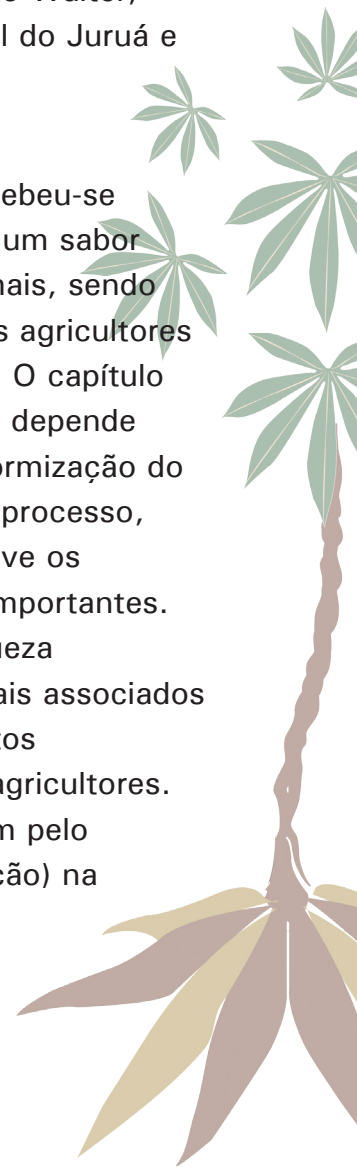 l do Juruá e
ebeu-se
um sabor
nais, sendo
s agricultores
O capítulo
depende
ormização do
processo,
ve os
mportantes.
ueza
ais associados
tos
agricultores.
m pelo
ção) na